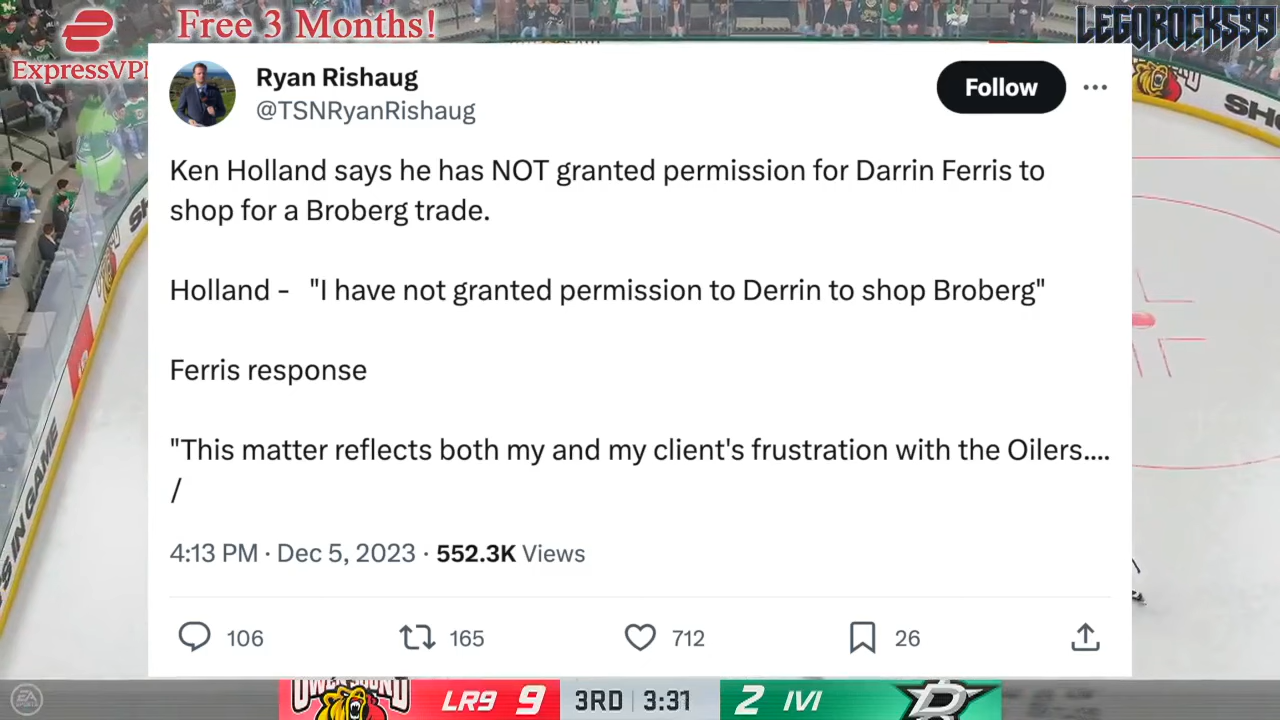 Free 3 Months!
ExpressVPN
LEGOROCKS99
Ryan Rishaug
@TSNRyanRishaug
Follow
Ken Holland says he has NOT granted permission for Darrin Ferris to
shop for a Broberg trade.
Holland - "I have not granted permission to Derrin to shop Broberg"
Ferris response
"This matter reflects both my and my client's frustration with the Oilers....
/
4:13 PM · Dec 5, 2023 · 552.3K Views
106 165 712 26
OWEN SOUND
LR9 9 3RD 3:31 2 IVI